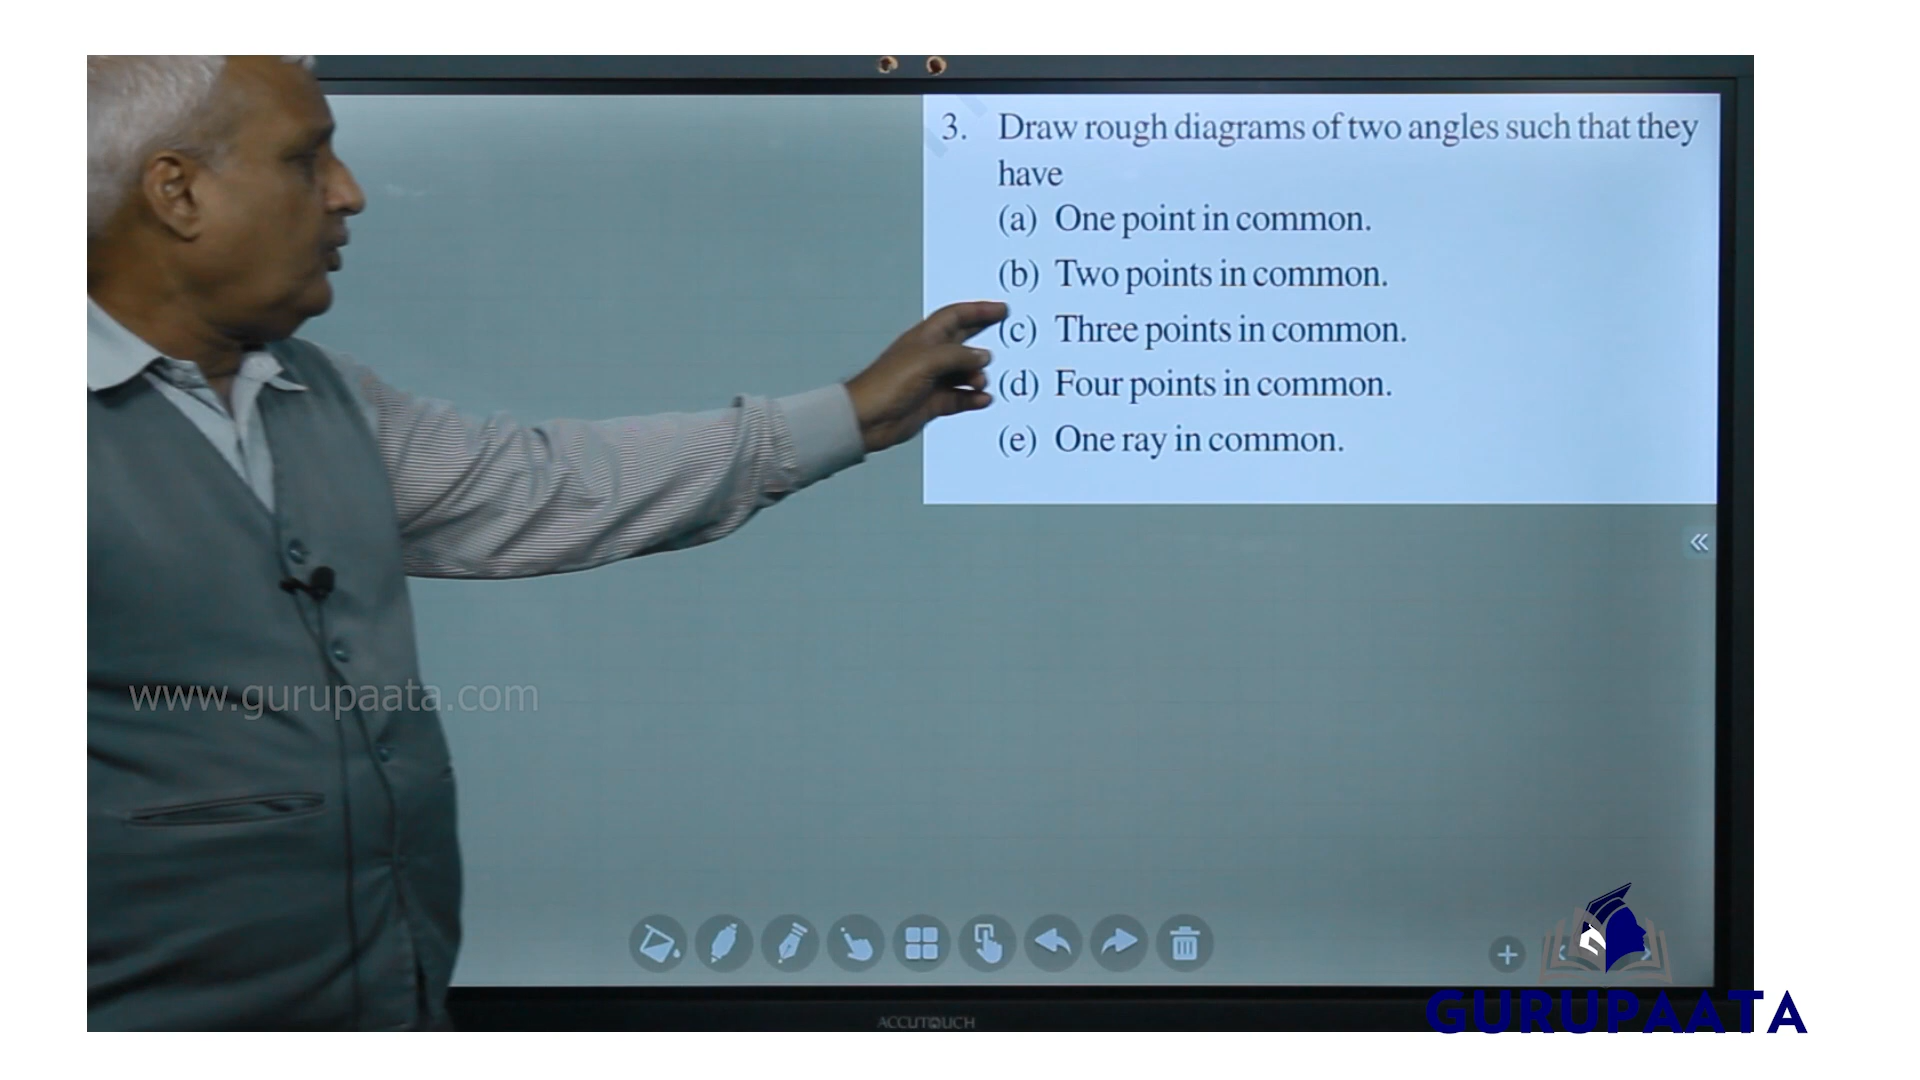 3. Draw rough diagrams of two angles such that they
have
(a) One point in common.
(b) Two points in common.
(c) Three points in common.
(d) Four points in common.
(e) One ray in common.
www.gurupaata.com
ACCUTOUCH
GURUPAATA